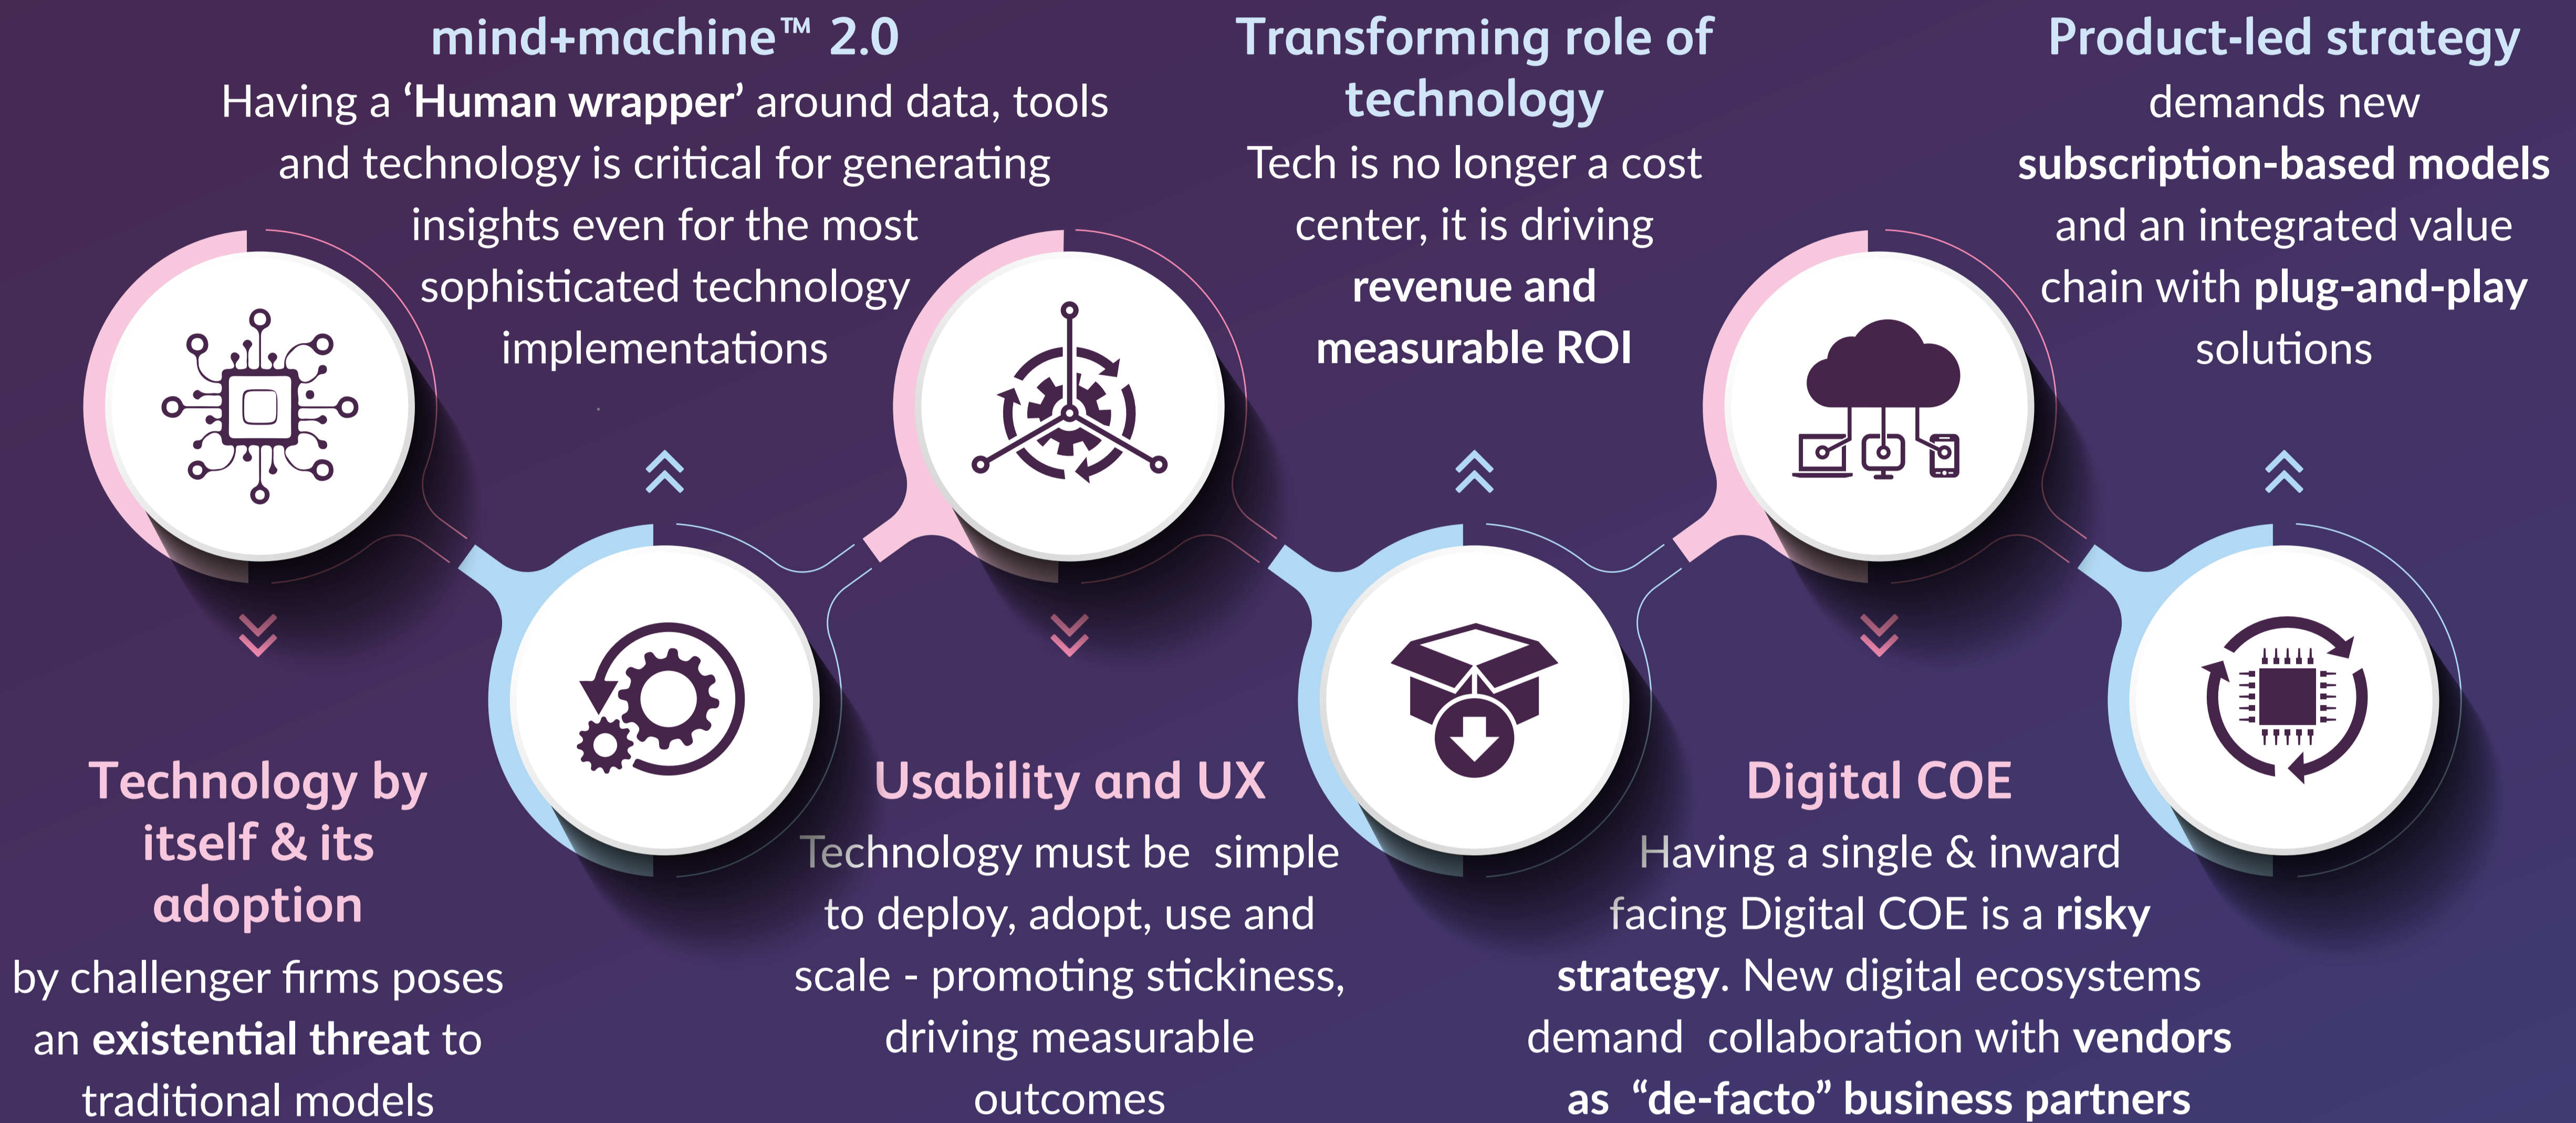 mind+machine™ 2.0
Having a ‘Human wrapper’ around data, tools
and technology is critical for generating
insights even for the most
sophisticated technology
implementations
Transforming role of
technology
Tech is no longer a cost
center, it is driving
revenue and
measurable ROI
Product-led strategy
demands new
subscription-based models
and an integrated value
chain with plug-and-play
solutions
Technology by
itself & its
adoption
by challenger firms poses
an existential threat to
traditional models
Usability and UX
Technology must be simple
to deploy, adopt, use and
scale - promoting stickiness,
driving measurable
outcomes
Digital COE
Having a single & inward
facing Digital COE is a risky
strategy. New digital ecosystems
demand collaboration with vendors
as “de-facto” business partners